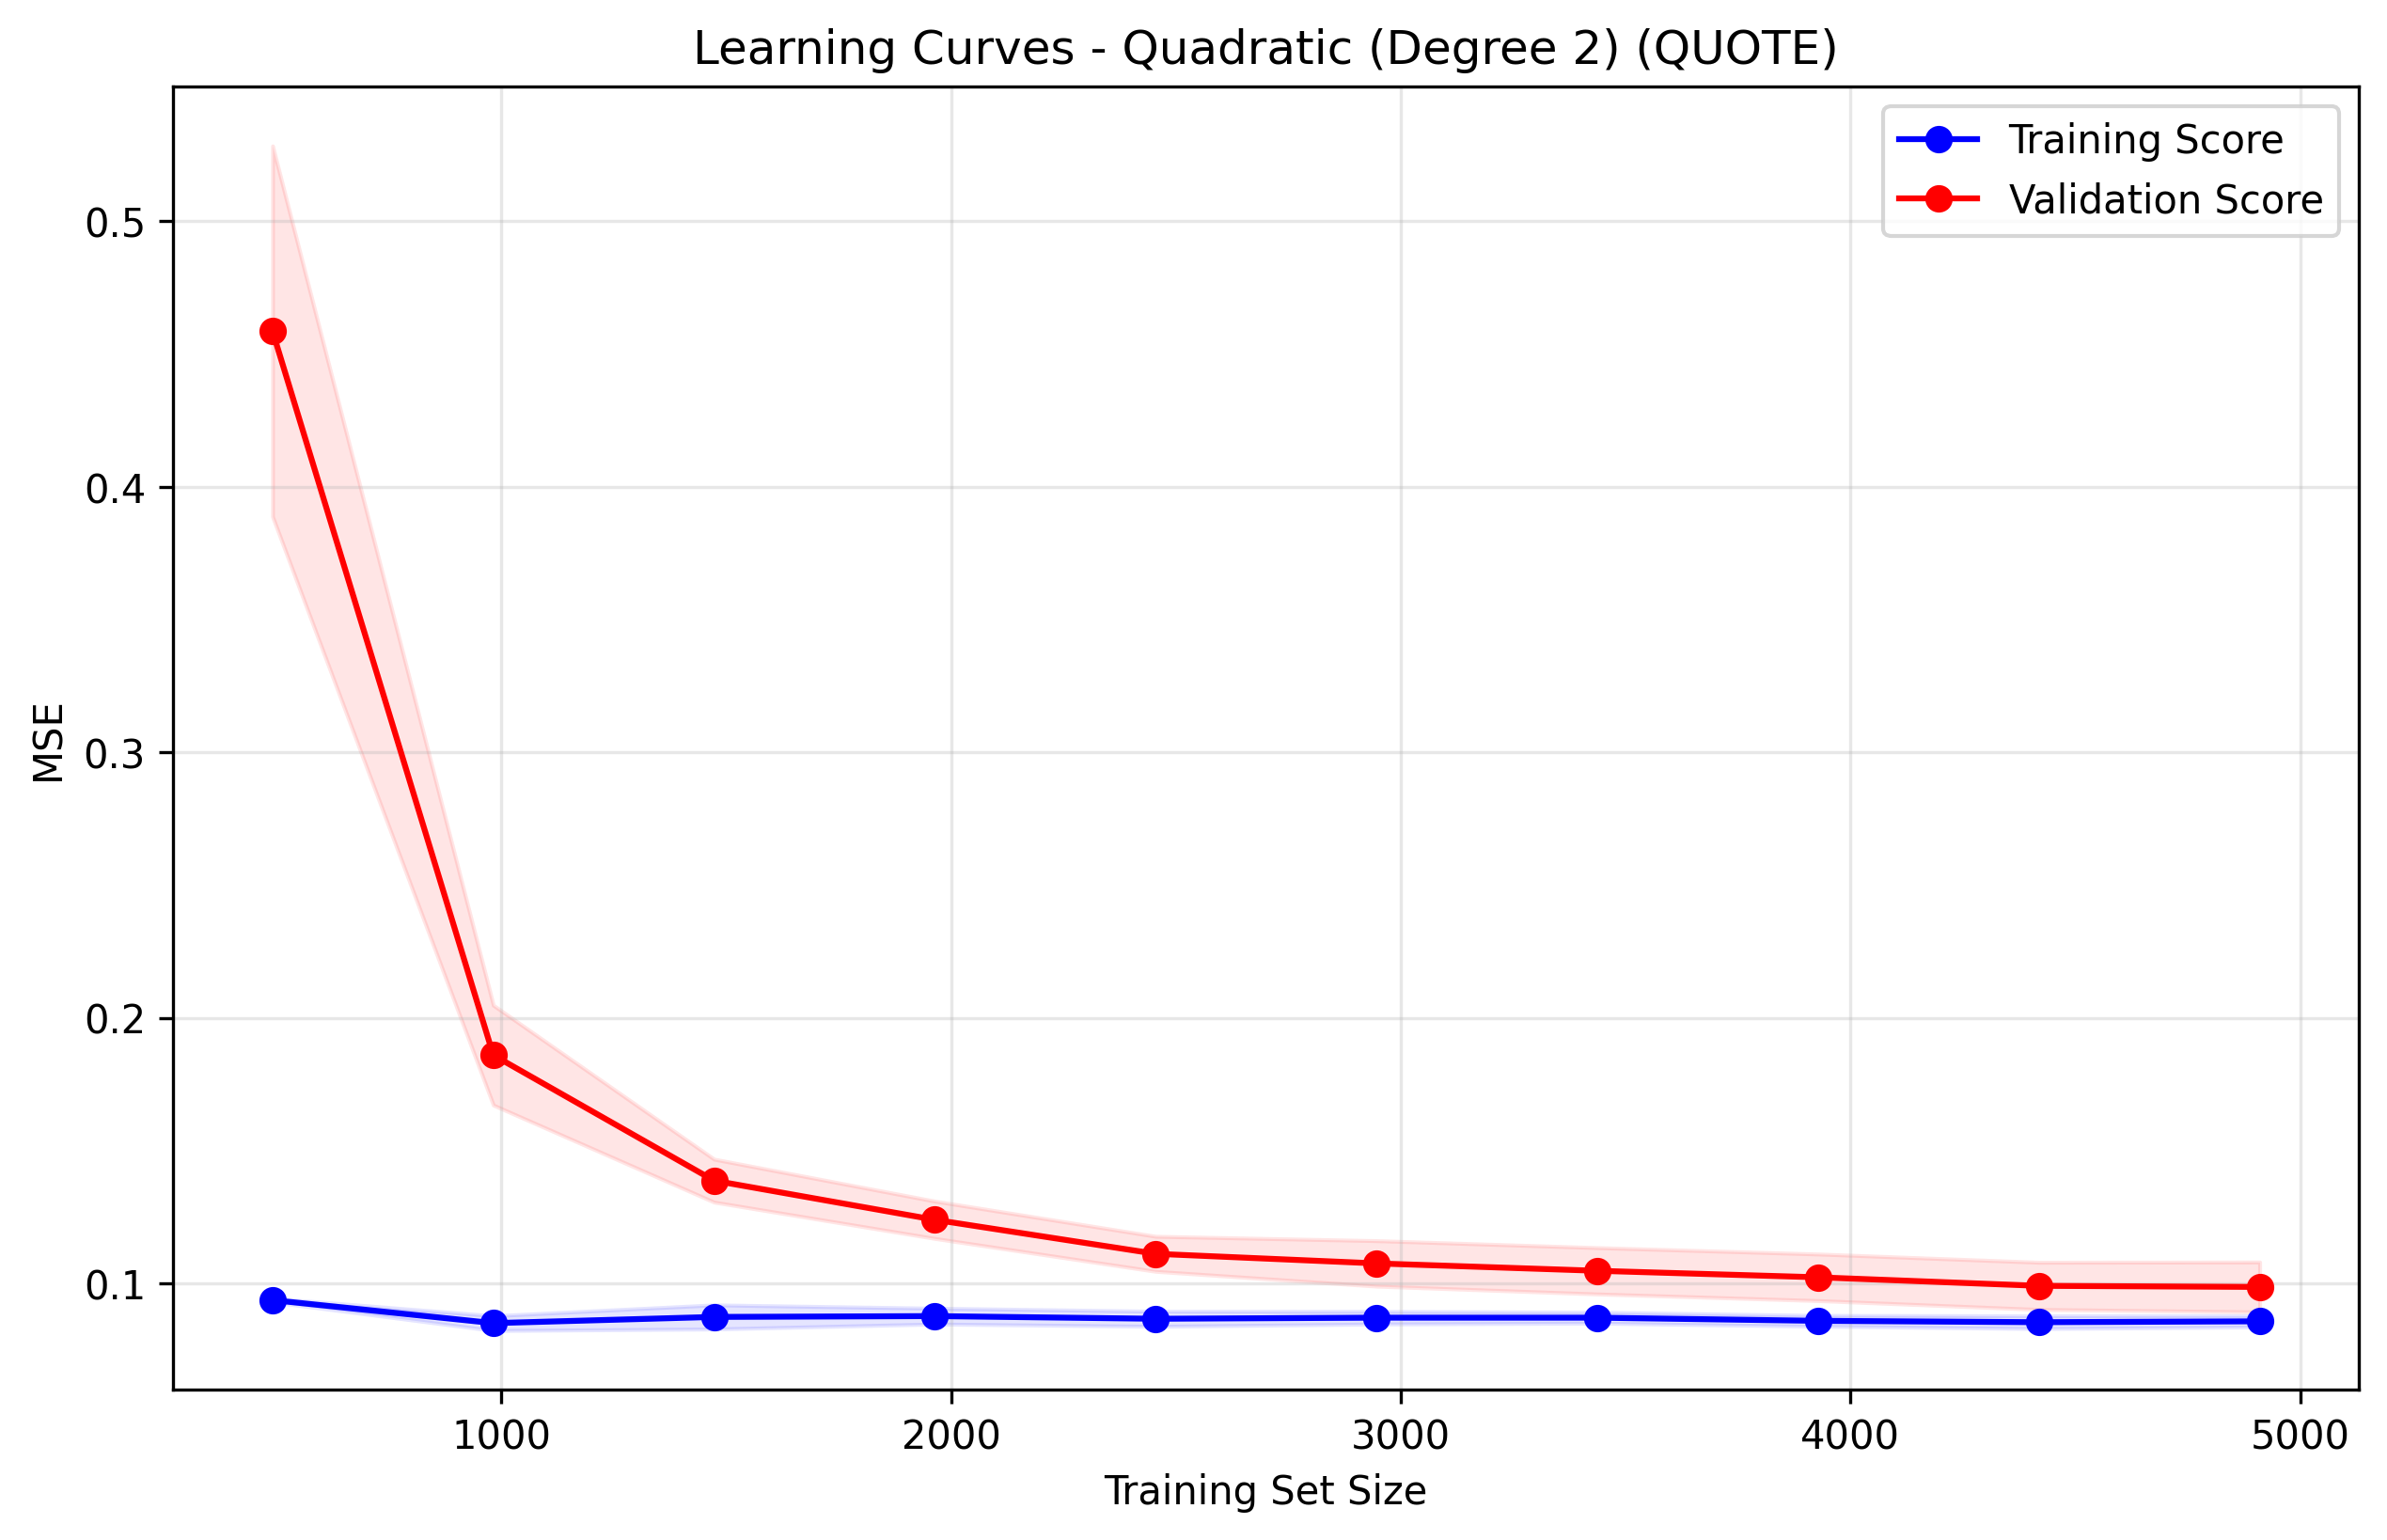 Learning Curves - Quadratic (Degree 2) (QUOTE)
Training Score
Validation Score
MSE
0.5
0.4
0.3
0.2
0.1
1000 2000 3000 4000 5000
Training Set Size